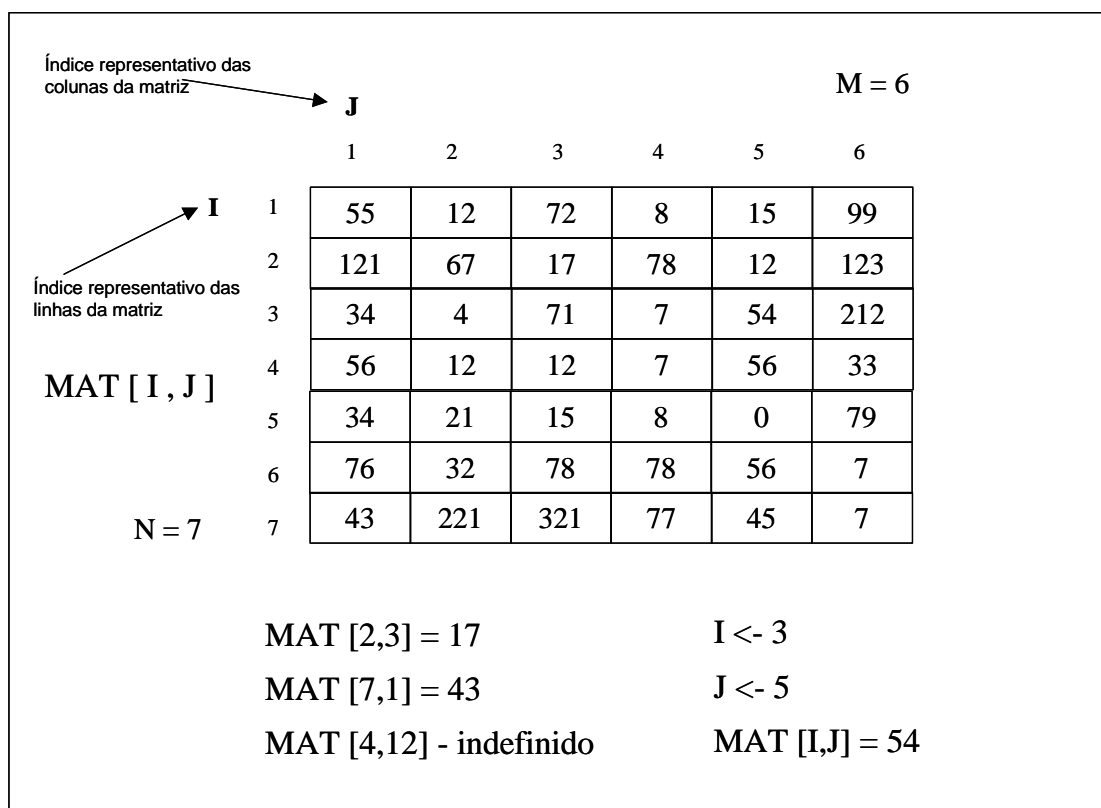 Índice representativo das
colunas da matriz
M = 6
J
1 2 3 4 5 6
I 1 55 12 72 8 15 99
2 121 67 17 78 12 123
Índice representativo das
linhas da matriz
3 34 4 71 7 54 212
4 56 12 12 7 56 33
MAT [ I , J ]
5 34 21 15 8 0 79
6 76 32 78 78 56 7
N = 7
7 43 221 321 77 45 7
MAT [2,3] = 17
MAT [7,1] = 43
MAT [4,12] - indefinido
I <- 3
J <- 5
MAT [I,J] = 54